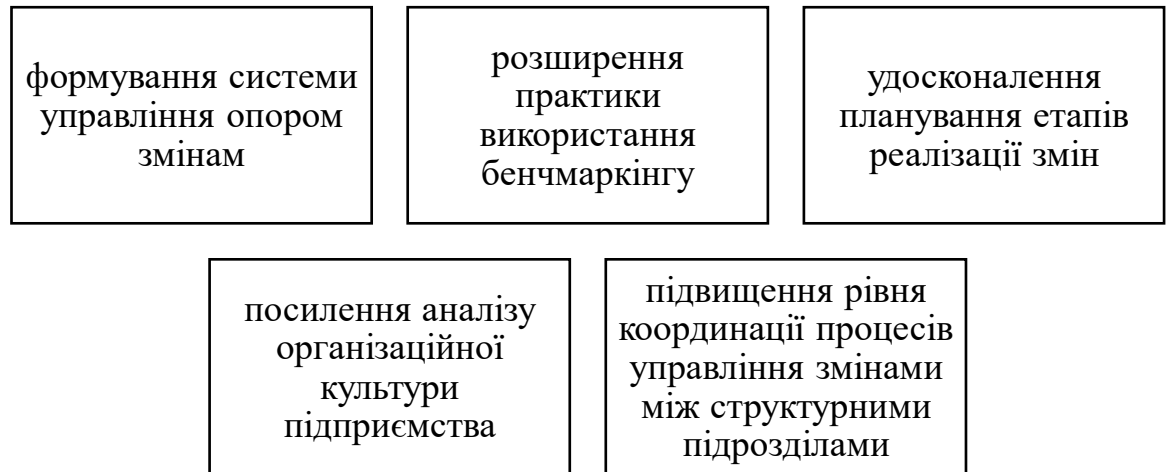 формування системи
управління опором
змінам
розширення
практики
використання
бенчмаркінгу
удосконалення
планування етапів
реалізації змін
посилення аналізу
організаційної
культури
підприємства
підвищення рівня
координації процесів
управління змінами
між структурними
підрозділами